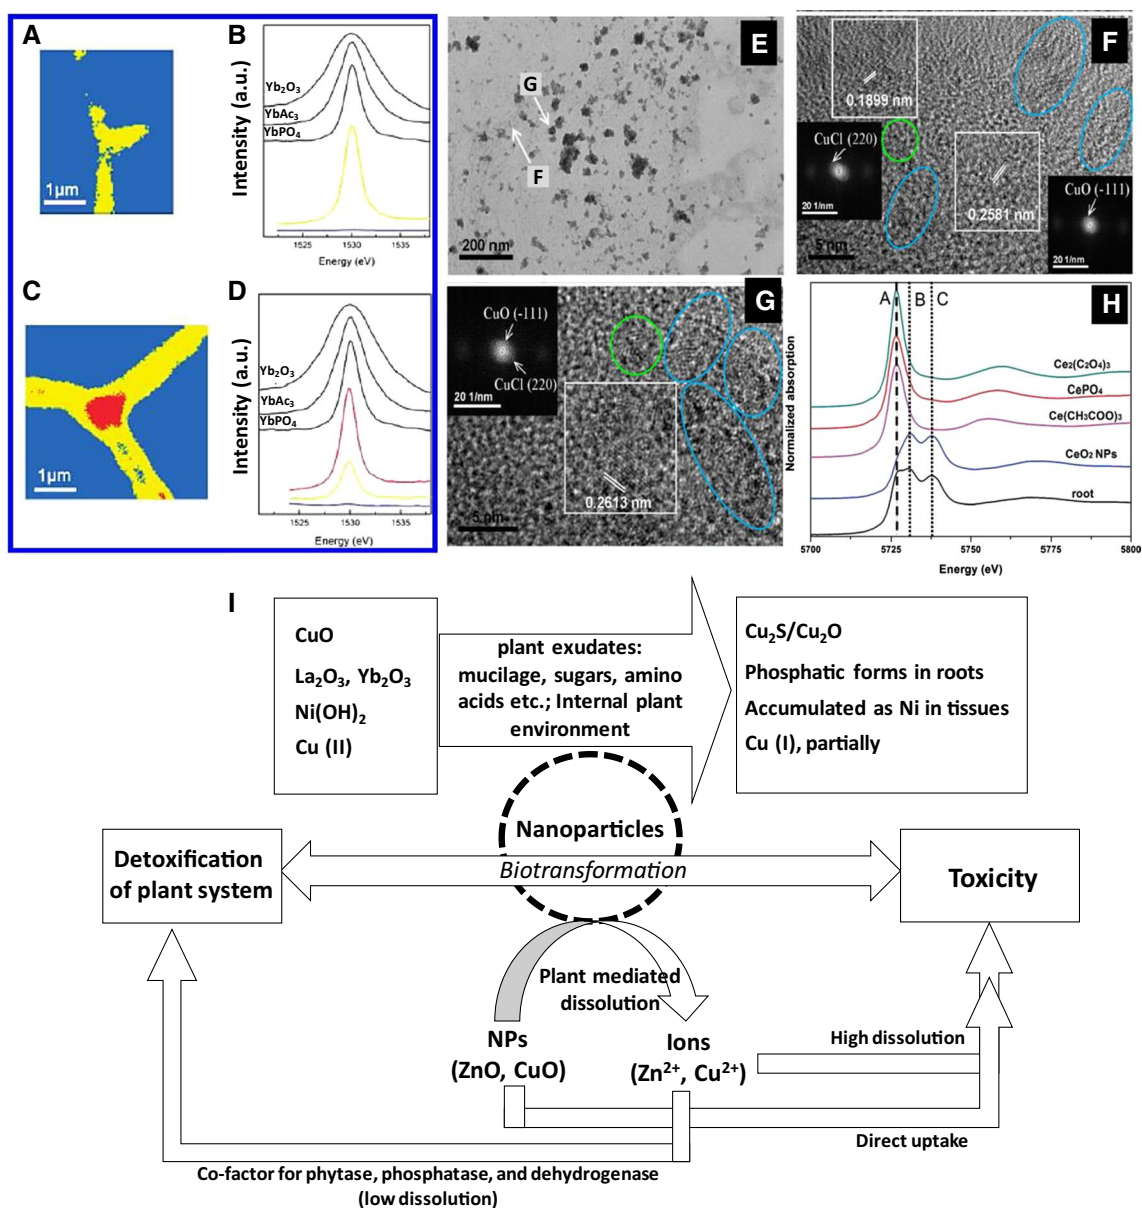 A
1µm
B
Intensity (a.u.)
Yb₂O₃
YbAc₃
YbPO₄
1525 1530 1535
Energy (eV)
C
1µm
D
Intensity (a.u.)
Yb₂O₃
YbAc₃
YbPO₄
1525 1530 1535
Energy (eV)
E
G
F
200 nm
F
0.1899 nm
CuCl (220)
20 1/nm
0.2581 nm
CuO (-111)
20 1/nm
5 nm
G
CuO (-111)
CuCl (220)
20 1/nm
0.2613 nm
5 nm
H
A B C
Normalized absorption
Ce₂(C₂O₄)₃
CePO₄
Ce(CH₃COO)₃
CeO₂ NPs
root
5700 5725 5750 5775 5800
Energy (eV)
I
CuO
La₂O₃, Yb₂O₃
Ni(OH)₂
Cu (II)
plant exudates:
mucilage, sugars, amino
acids etc.; Internal plant
environment
Cu₂S/Cu₂O
Phosphatic forms in roots
Accumulated as Ni in tissues
Cu (I), partially
Nanoparticles
Biotransformation
Detoxification
of plant system
Toxicity
Plant mediated
dissolution
NPs
(ZnO, CuO)
Ions
(Zn²⁺, Cu²⁺)
High dissolution
Direct uptake
Co-factor for phytase, phosphatase, and dehydrogenase
(low dissolution)